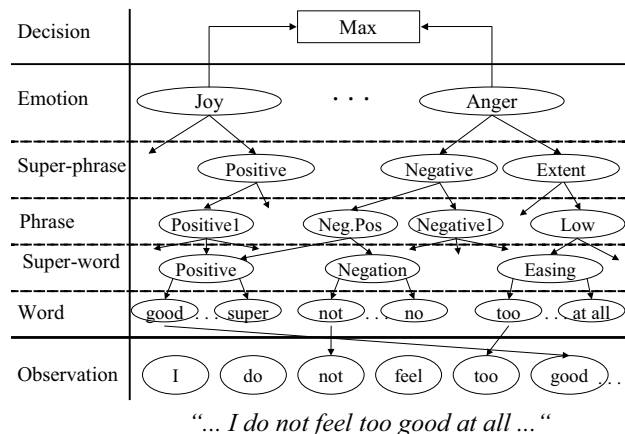 Decision Max
Emotion Joy . . . Anger
Super-phrase Positive Negative Extent
Phrase Positive1 Neg.Pos Negative1 Low
Super-word Positive Negation Easing
Word good . . . super not . . . no too . . . at all
Observation I do not feel too good . . .
“... I do not feel too good at all ...“